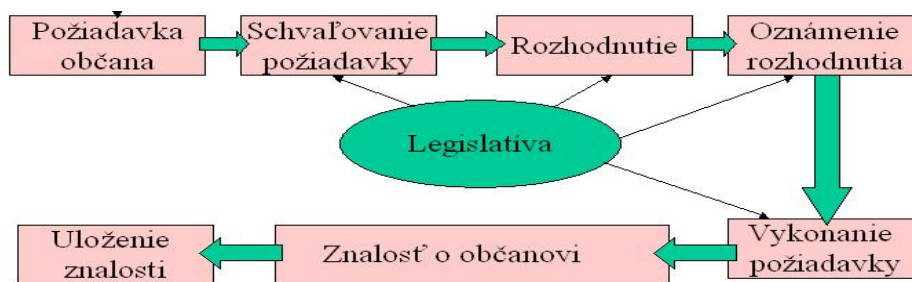 Požiadavka
občana
Schvaľovanie
požiadavky
Rozhodnutie
Oznámenie
rozhodnutia
Legislatíva
Vykonanie
požiadavky
Znalosť o občanovi
Uloženie
znalosti